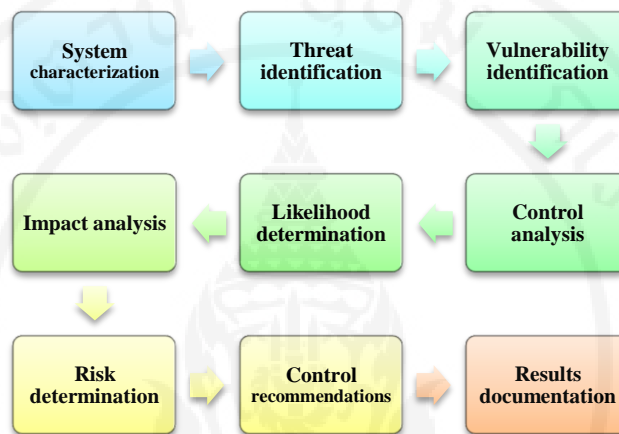 System
characterization
Threat
identification
Vulnerability
identification
Impact analysis
Likelihood
determination
Control
analysis
Risk
determination
Control
recommendations
Results
documentation